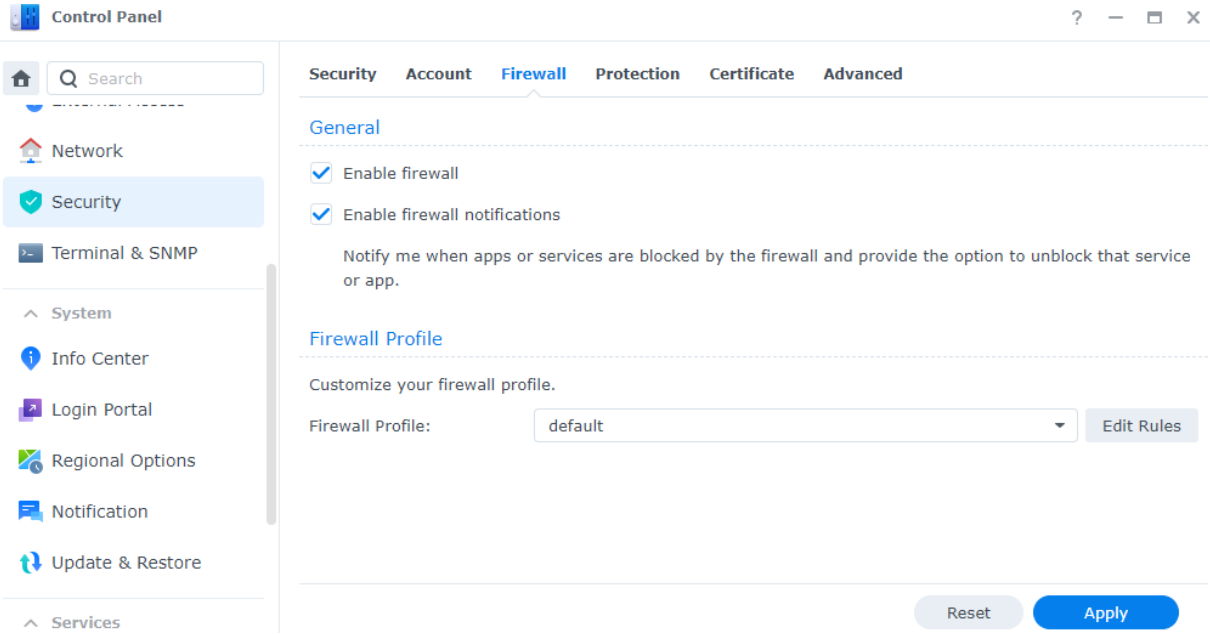 Control Panel
Search
Network
Security
Terminal & SNMP
System
Info Center
Login Portal
Regional Options
Notification
Update & Restore
Services
Security Account Firewall Protection Certificate Advanced
General
Enable firewall
Enable firewall notifications
Notify me when apps or services are blocked by the firewall and provide the option to unblock that service
or app.
Firewall Profile
Customize your firewall profile.
Firewall Profile: default Edit Rules
Reset Apply